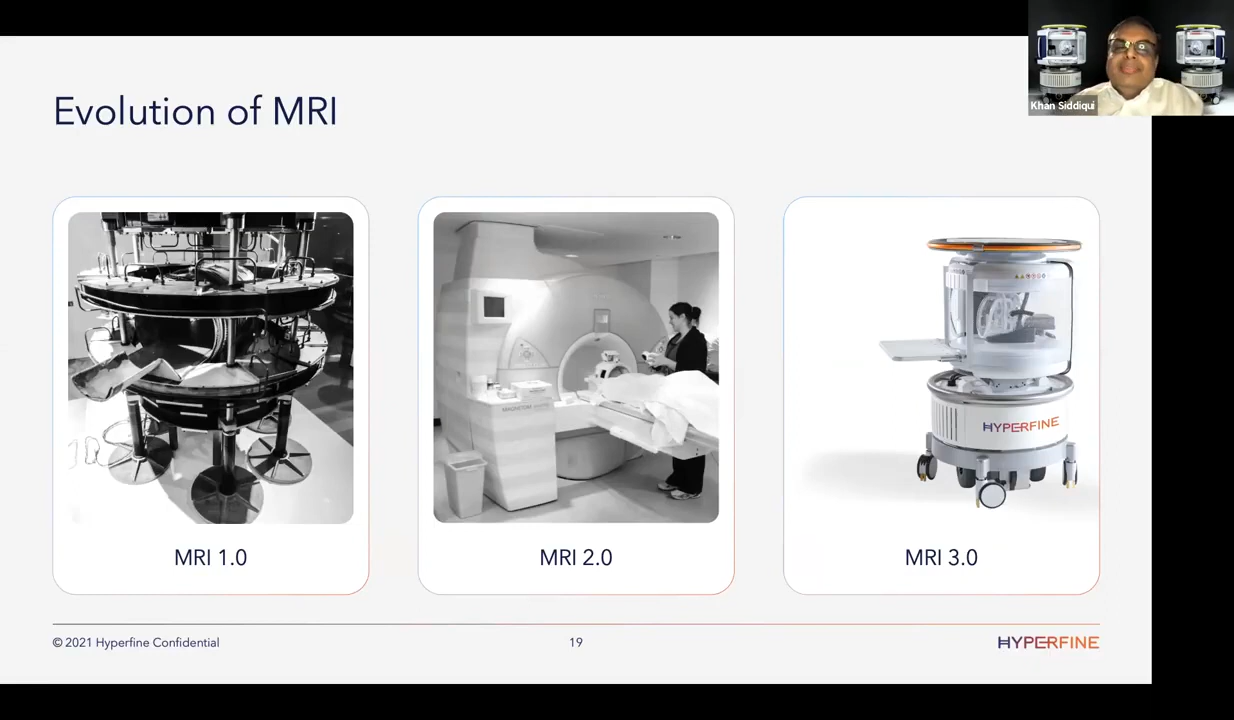 Khan Siddiqui
Evolution of MRI
MAGNETOM
HYPERFINE
MRI 1.0
MRI 2.0
MRI 3.0
© 2021 Hyperfine Confidential
19
HYPERFINE